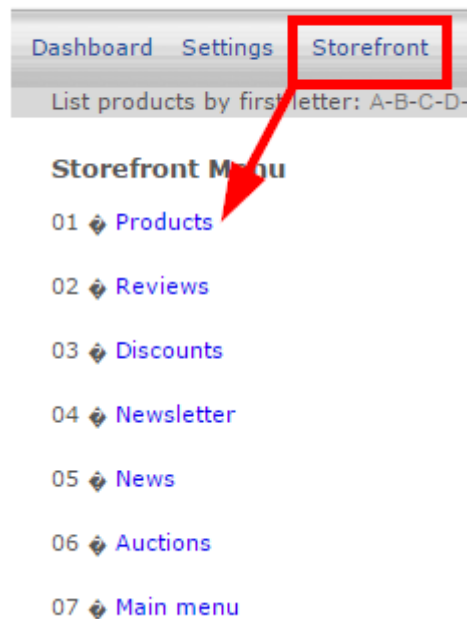 Dashboard Settings Storefront
List products by first letter: A-B-C-D-
Storefront Menu
01 � Products
02 � Reviews
03 � Discounts
04 � Newsletter
05 � News
06 � Auctions
07 � Main menu